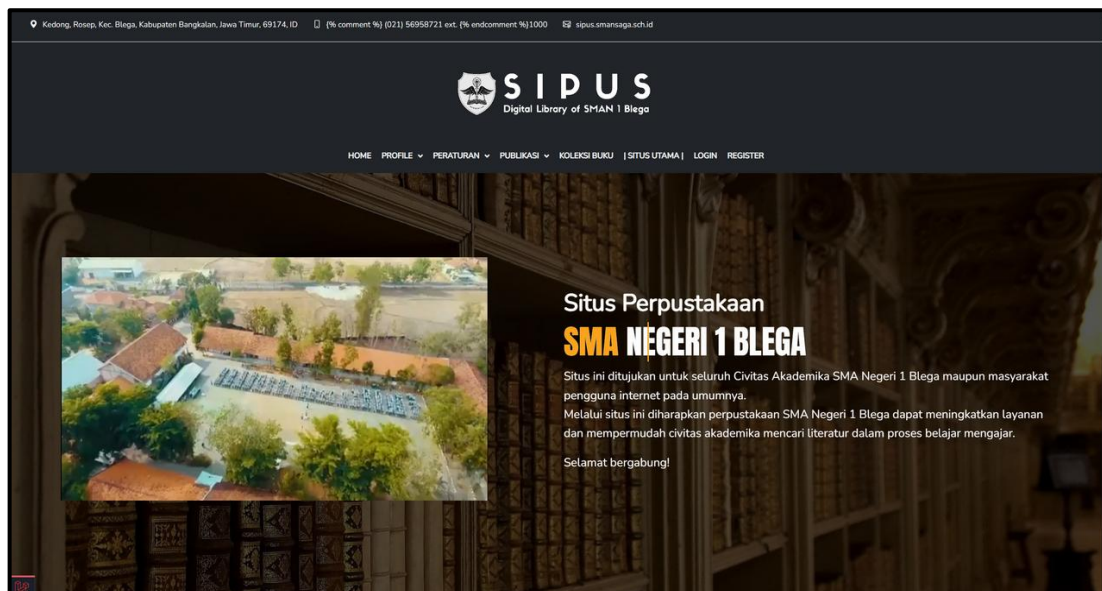 Kedong, Rosep, Kec. Blega, Kabupaten Bangkalan, Jawa Timur, 69174, ID {% comment %} (021) 56958721 ext. {% endcomment %}1000 sipus.smansaga.sch.id
SIPUS
Digital Library of SMAN 1 Blega
HOME PROFILE PERATURAN PUBLIKASI KOLEKSI BUKU | SITUS UTAMA | LOGIN REGISTER
Situs Perpustakaan
SMA NEGERI 1 BLEGA
Situs ini ditujukan untuk seluruh Civitas Akademika SMA Negeri 1 Blega maupun masyarakat
pengguna internet pada umumnya.
Melalui situs ini diharapkan perpustakaan SMA Negeri 1 Blega dapat meningkatkan layanan
dan mempermudah civitas akademika mencari literatur dalam proses belajar mengajar.
Selamat bergabung!